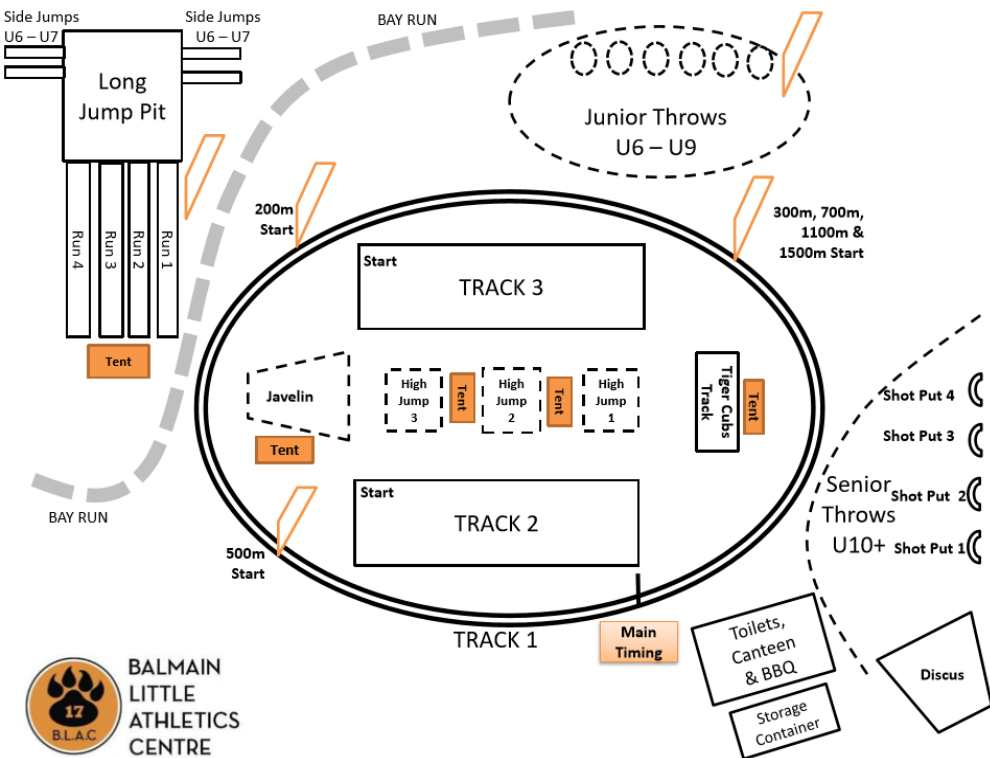 Side Jumps
U6 - U7
Side Jumps
U6 - U7
Long
Jump Pit
Run 4
Run 3
Run 2
Run 1
Tent
BAY RUN
Junior Throws
U6 – U9
200m
Start
300m, 700m,
1100m &
1500m Start
Start
TRACK 3
Javelin
Tent
High
Jump
3
Tent
High
Jump
2
Tent
High
Jump
1
Tiger Cubs
Track
Tent
Shot Put 4
Shot Put 3
Shot Put 2
Shot Put 1
Senior
Throws
U10+
BAY RUN
Start
TRACK 2
500m
Start
TRACK 1
Main
Timing
Toilets,
Canteen
& BBQ
Storage
Container
Discus
17
B.L.A.C
BALMAIN
LITTLE
ATHLETICS
CENTRE